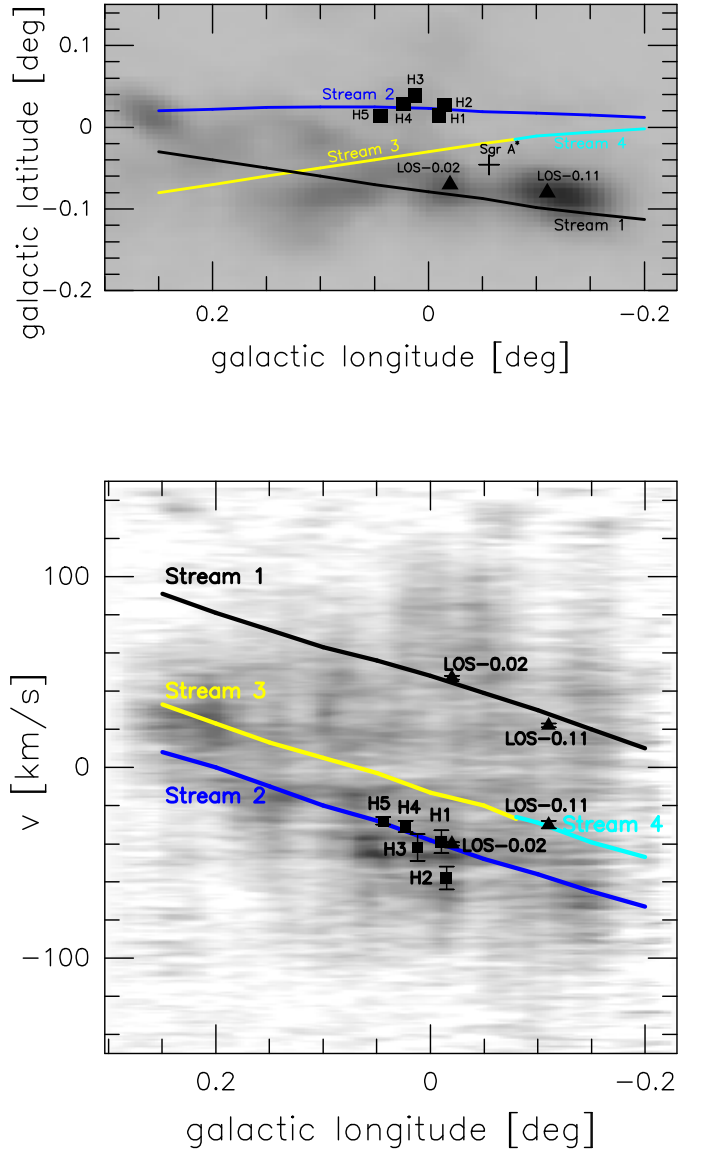 0.1
0
−0.1
−0.2
galactic latitude [deg]
Stream 2
H3
H2
H5
H4
H1
Stream 3
Sgr A*
Stream 4
LOS−0.02
LOS−0.11
Stream 1
0.2
0
−0.2
galactic longitude [deg]
100
0
−100
v [km/s]
Stream 1
LOS−0.02
Stream 3
LOS−0.11
Stream 2
H5
H4
H1
LOS−0.11
Stream 4
H3
LOS−0.02
H2
0.2
0
−0.2
galactic longitude [deg]